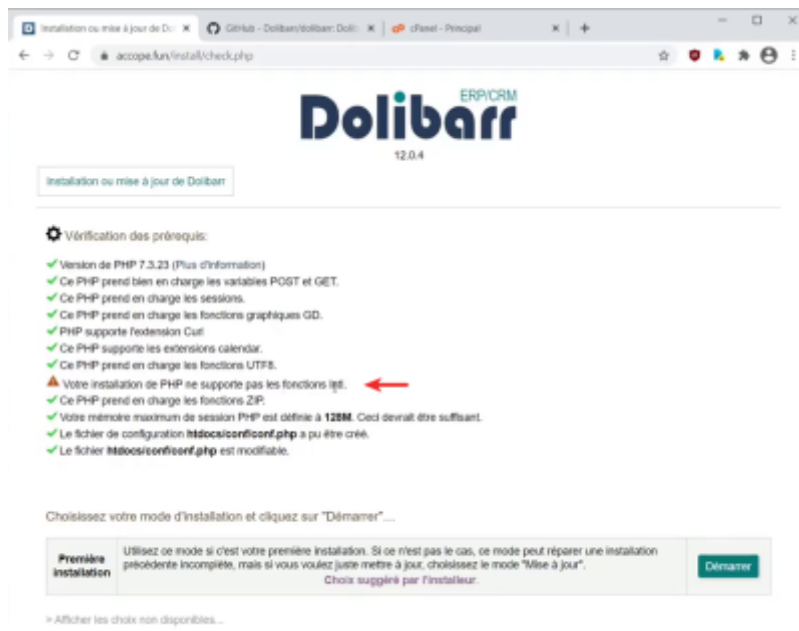 Installation ou mise à jour de Do
GitHub - Dolibarr/dolibarr: Dolib
cPanel - Principal
accope.fun/install/check.php
ERP/CRM
Dolibarr
12.0.4
Installation ou mise à jour de Dolibarr
Vérification des prérequis:
Version de PHP 7.3.23 (Plus d'information)
Ce PHP prend bien en charge les variables POST et GET.
Ce PHP prend en charge les sessions.
Ce PHP prend en charge les fonctions graphiques GD.
PHP supporte l'extension Curl
Ce PHP supporte les extensions calendar.
Ce PHP prend en charge les fonctions UTF8.
Votre installation de PHP ne supporte pas les fonctions Intl.
Ce PHP prend en charge les fonctions ZIP.
Votre mémoire maximum de session PHP est définie à 128M. Ceci devrait être suffisant.
Le fichier de configuration htdocs/conf/conf.php a pu être créé.
Le fichier htdocs/conf/conf.php est modifiable.
Choisissez votre mode d'installation et cliquez sur "Démarrer"....
Première installation
Utilisez ce mode si c'est votre première installation. Si ce n'est pas le cas, ce mode peut réparer une installation
précédente incomplète, mais si vous voulez juste mettre à jour, choisissez le mode "Mise à jour".
Choix suggéré par l'installeur.
Démarrer
> Afficher les choix non disponibles...